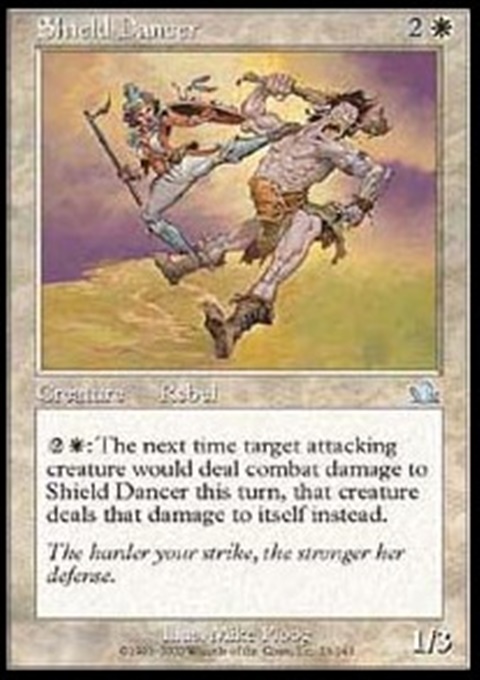 Shield Dancer 2
Creature Rebel
2 : The next time target attacking
creature would deal combat damage to
Shield Dancer this turn, that creature
deals that damage to itself instead.
The harder your strike, the stronger her
defense.
Illus. Mike Ploog
1/3